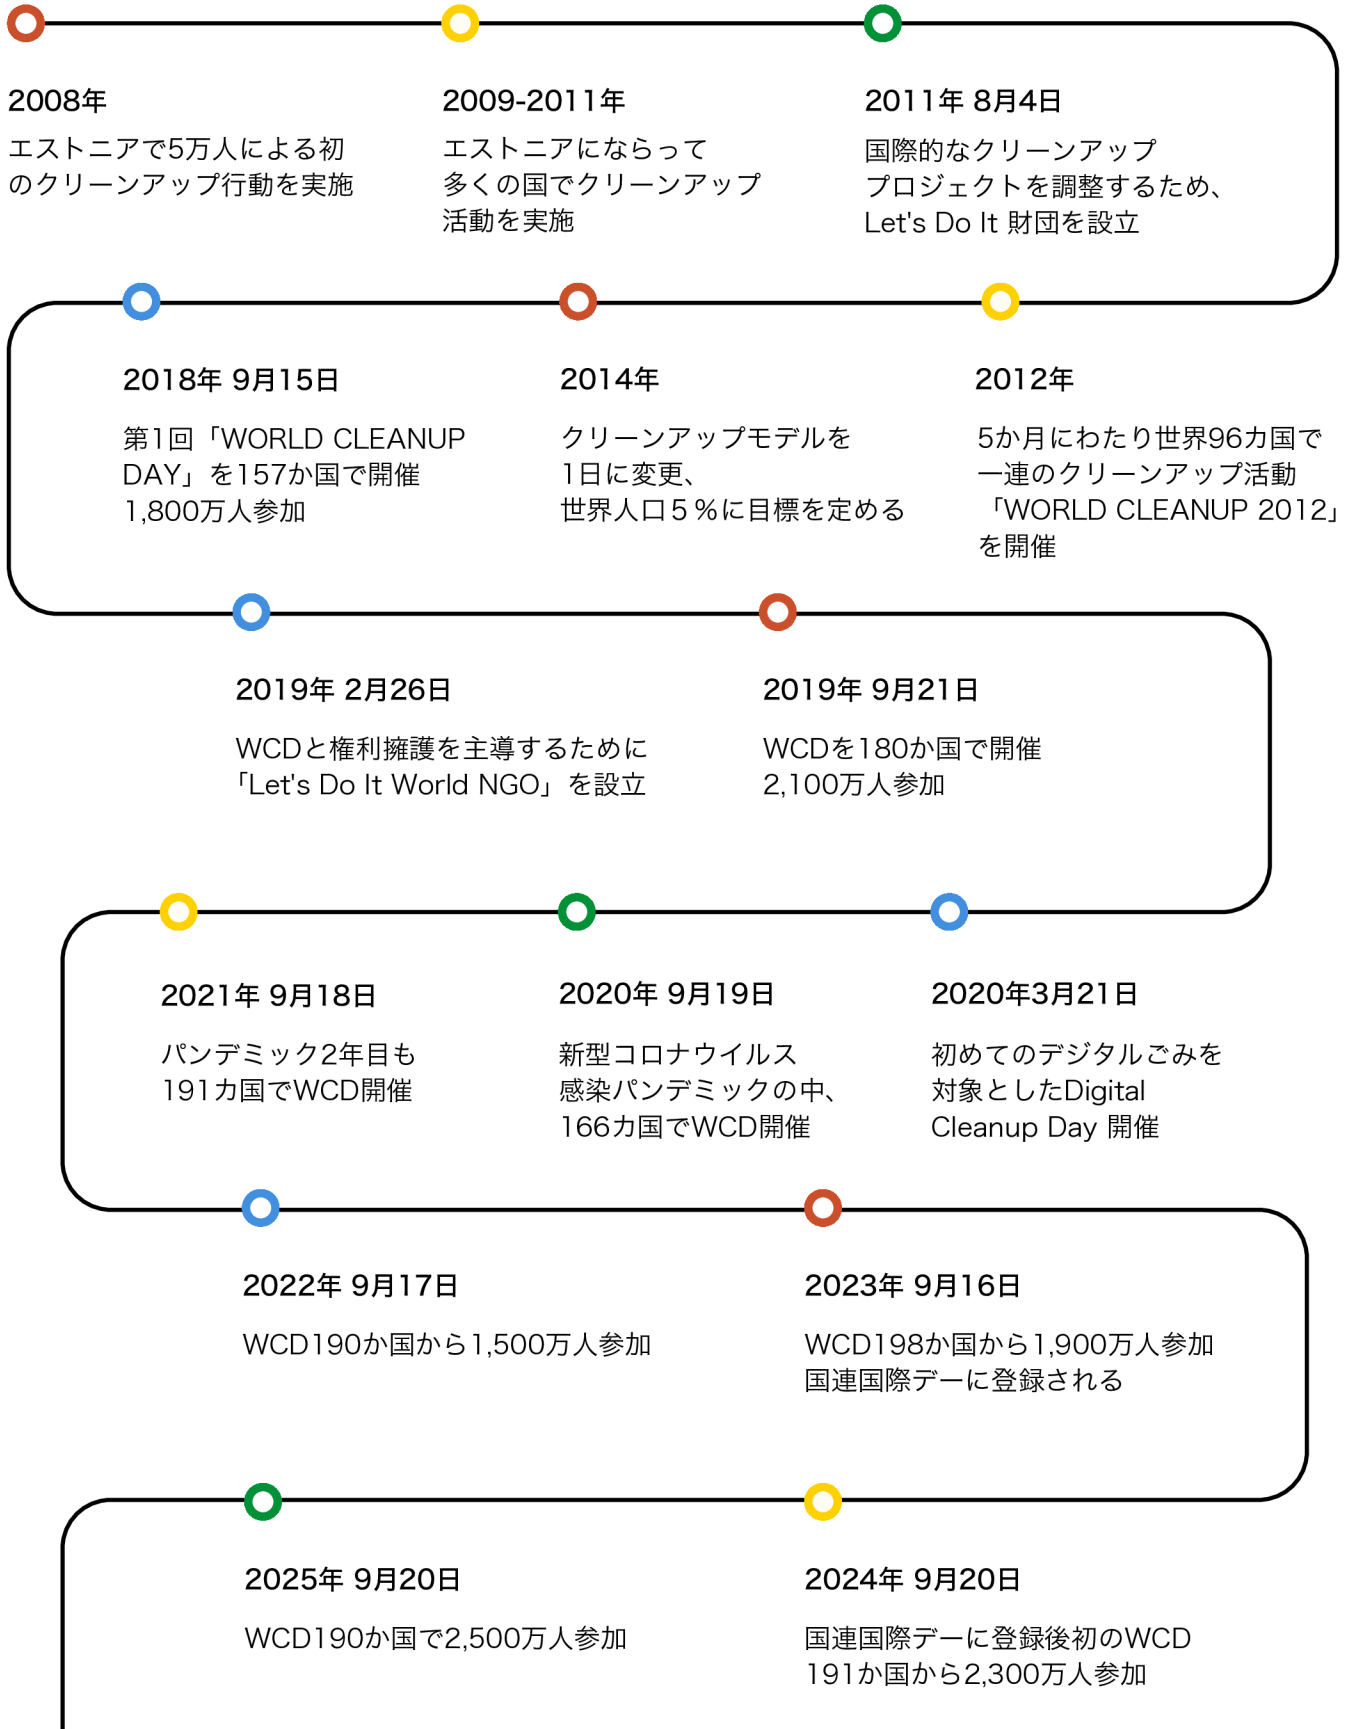 2008年
エストニアで5万人による初
のクリーンアップ行動を実施
2009-2011年
エストニアにならって
多くの国でクリーンアップ
活動を実施
2011年 8月4日
国際的なクリーンアップ
プロジェクトを調整するため、
Let's Do It 財団を設立
2012年
5か月にわたり世界96カ国で
一連のクリーンアップ活動
「WORLD CLEANUP 2012」
を開催
2014年
クリーンアップモデルを
1日に変更、
世界人口５％に目標を定める
2018年 9月15日
第1回「WORLD CLEANUP
DAY」を157か国で開催
1,800万人参加
2019年 2月26日
WCDと権利擁護を主導するために
「Let's Do It World NGO」を設立
2019年 9月21日
WCDを180か国で開催
2,100万人参加
2020年3月21日
初めてのデジタルごみを
対象としたDigital
Cleanup Day 開催
2020年 9月19日
新型コロナウイルス
感染パンデミックの中、
166カ国でWCD開催
2021年 9月18日
パンデミック2年目も
191カ国でWCD開催
2022年 9月17日
WCD190か国から1,500万人参加
2023年 9月16日
WCD198か国から1,900万人参加
国連国際デーに登録される
2024年 9月20日
国連国際デーに登録後初のWCD
191か国から2,300万人参加
2025年 9月20日
WCD190か国で2,500万人参加